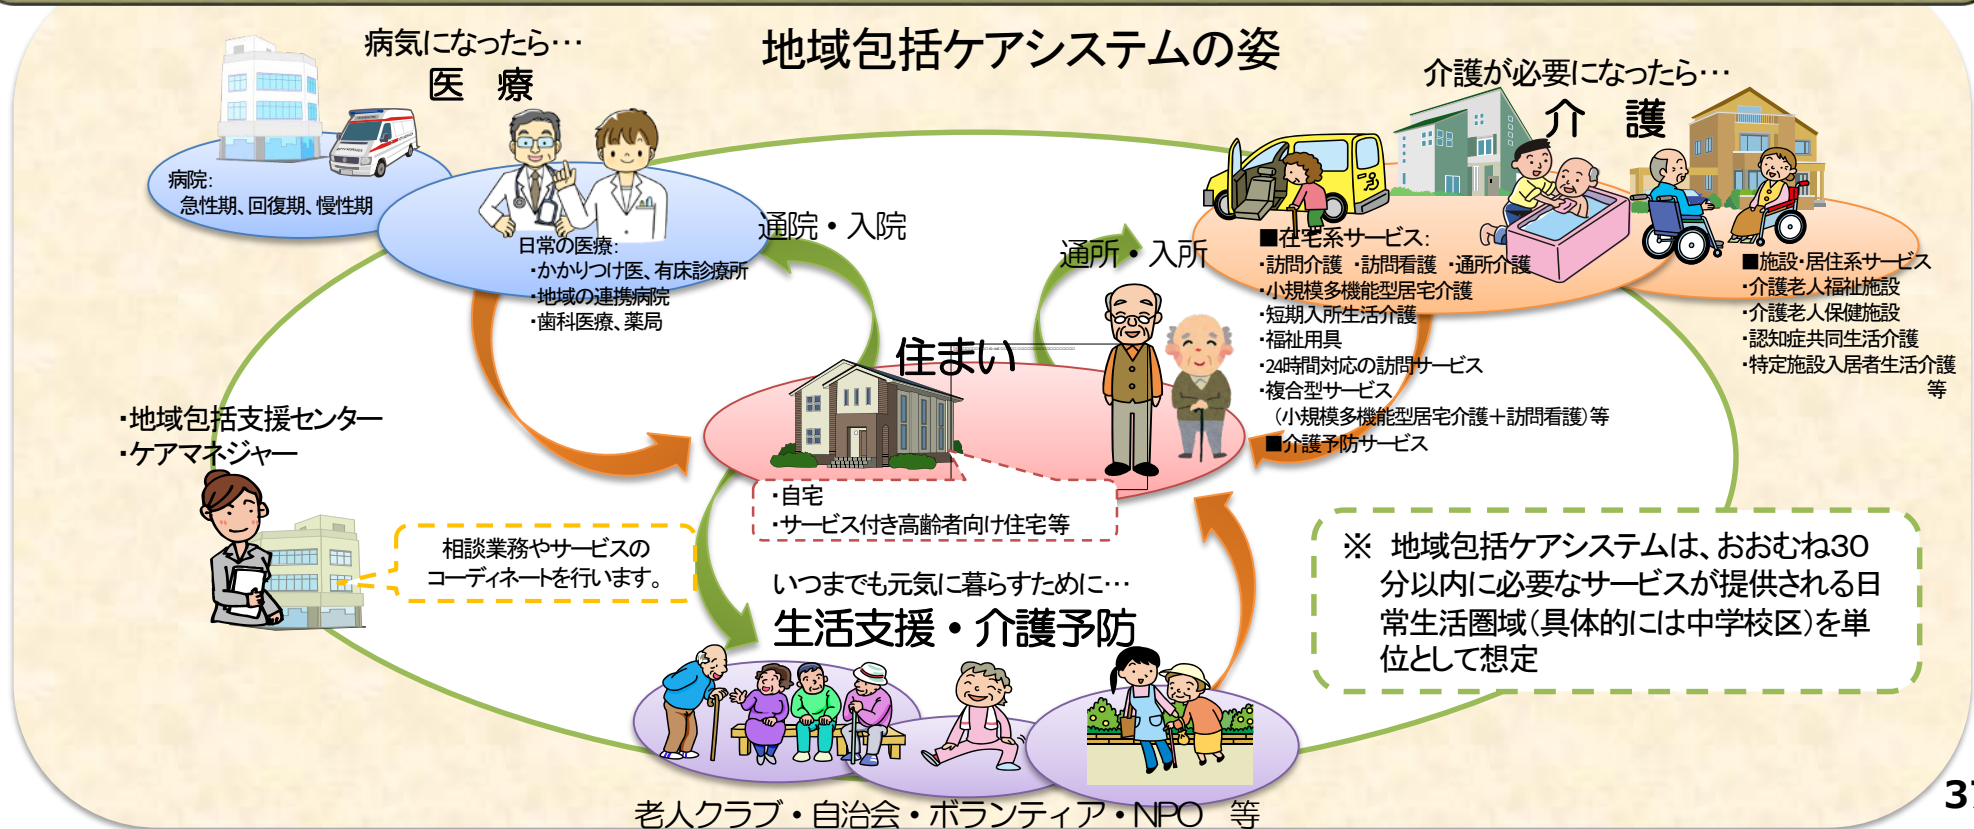 地域包括ケアシステムの姿
病気になったら･･･
医　療
病院：
急性期、回復期、慢性期
日常の医療：
・かかりつけ医、有床診療所
・地域の連携病院
・歯科医療、薬局
通院・入院
通所・入所
介護が必要になったら･･･
介　護
■在宅系サービス：
・訪問介護　・訪問看護　・通所介護
・小規模多機能型居宅介護
・短期入所生活介護
・福祉用具
・24時間対応の訪問サービス
・複合型サービス
（小規模多機能型居宅介護＋訪問看護）等
■介護予防サービス
■施設・居住系サービス
・介護老人福祉施設
・介護老人保健施設
・認知症共同生活介護
・特定施設入居者生活介護
等
住まい
・自宅
・サービス付き高齢者向け住宅等
・地域包括支援センター
・ケアマネジャー
相談業務やサービスの
コーディネートを行います。
いつまでも元気に暮らすために･･･
生活支援・介護予防
老人クラブ・自治会・ボランティア・NPO　等
※　地域包括ケアシステムは、おおむね30
分以内に必要なサービスが提供される日
常生活圏域（具体的には中学校区）を単
位として想定